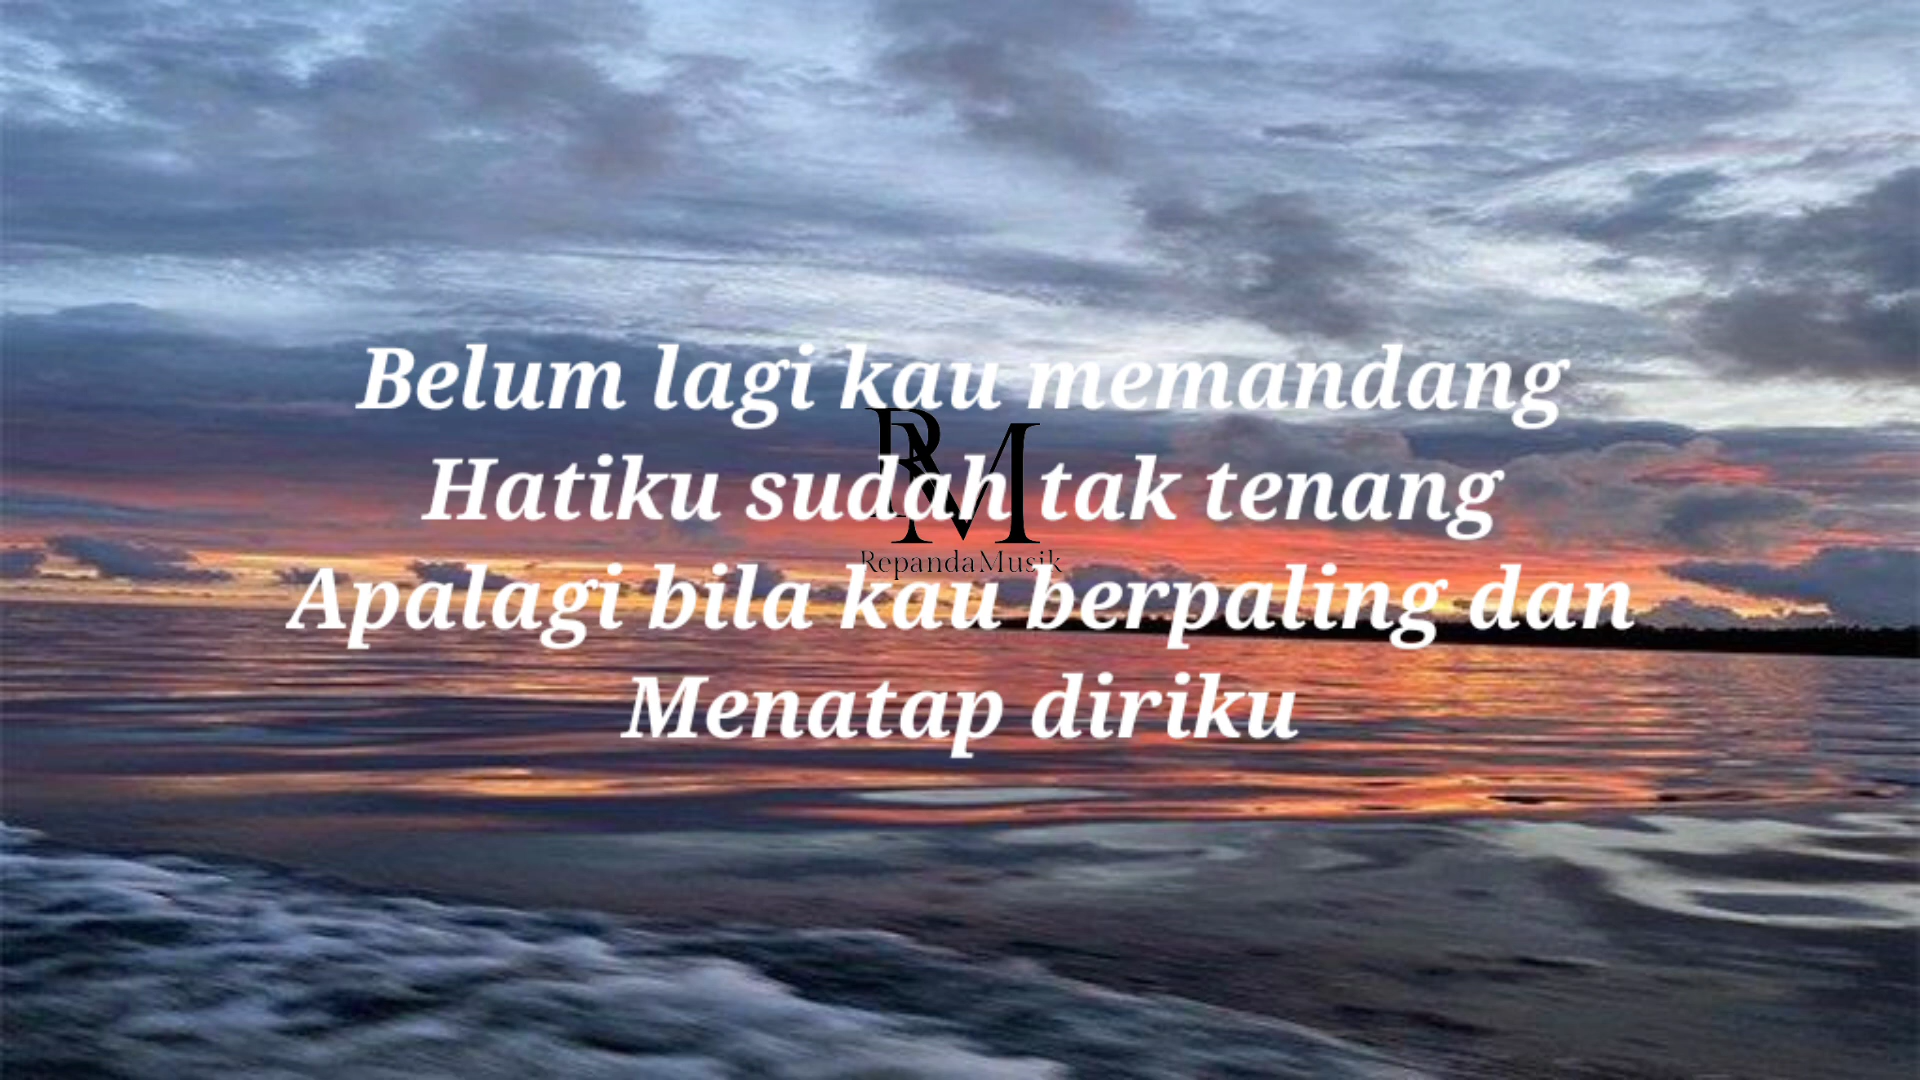 Belum lagi kau memandang
Hatiku sudah tak tenang
RM
RepandaMusik
Apalagi bila kau berpaling dan
Menatap diriku